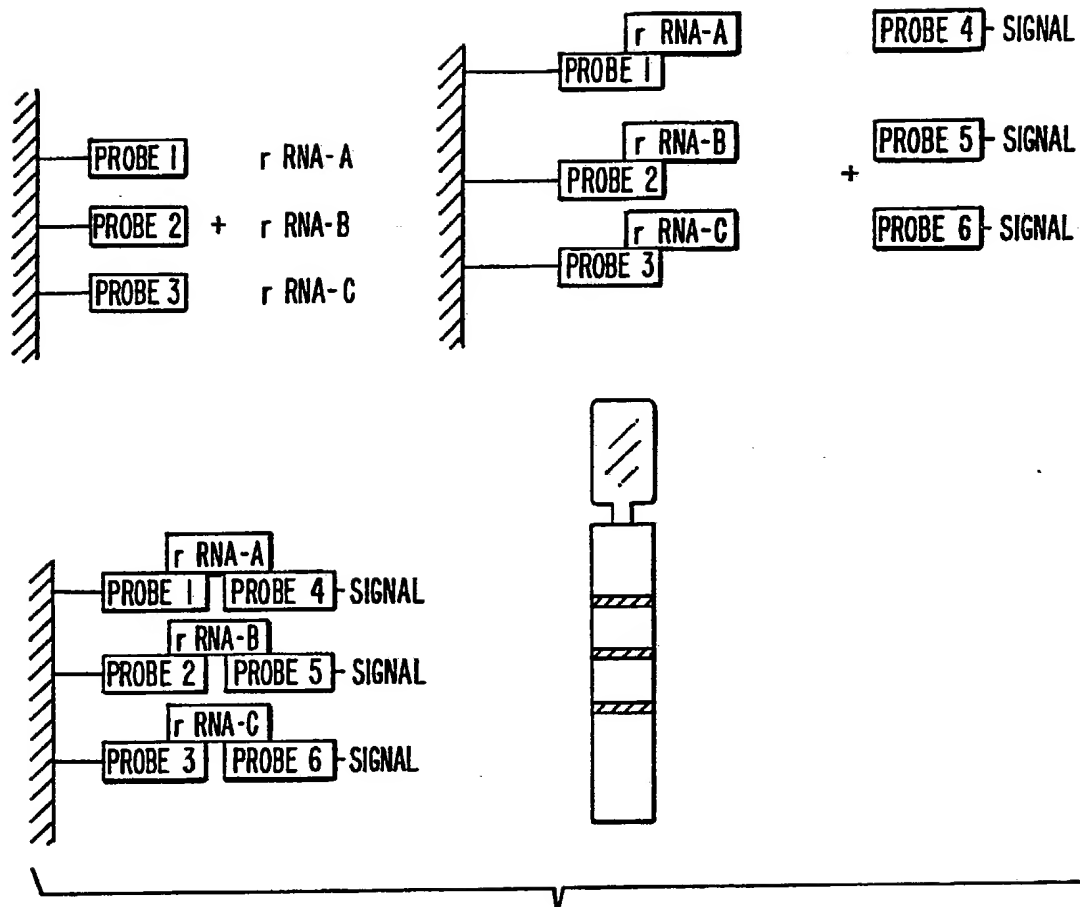 PROBE 1 r RNA-A
PROBE 2 + r RNA-B
PROBE 3 r RNA-C
r RNA-A
PROBE 1
r RNA-B
PROBE 2
r RNA-C
PROBE 3
+
PROBE 4 - SIGNAL
PROBE 5 - SIGNAL
PROBE 6 - SIGNAL
r RNA-A
PROBE 1 PROBE 4 - SIGNAL
r RNA-B
PROBE 2 PROBE 5 - SIGNAL
r RNA-C
PROBE 3 PROBE 6 - SIGNAL